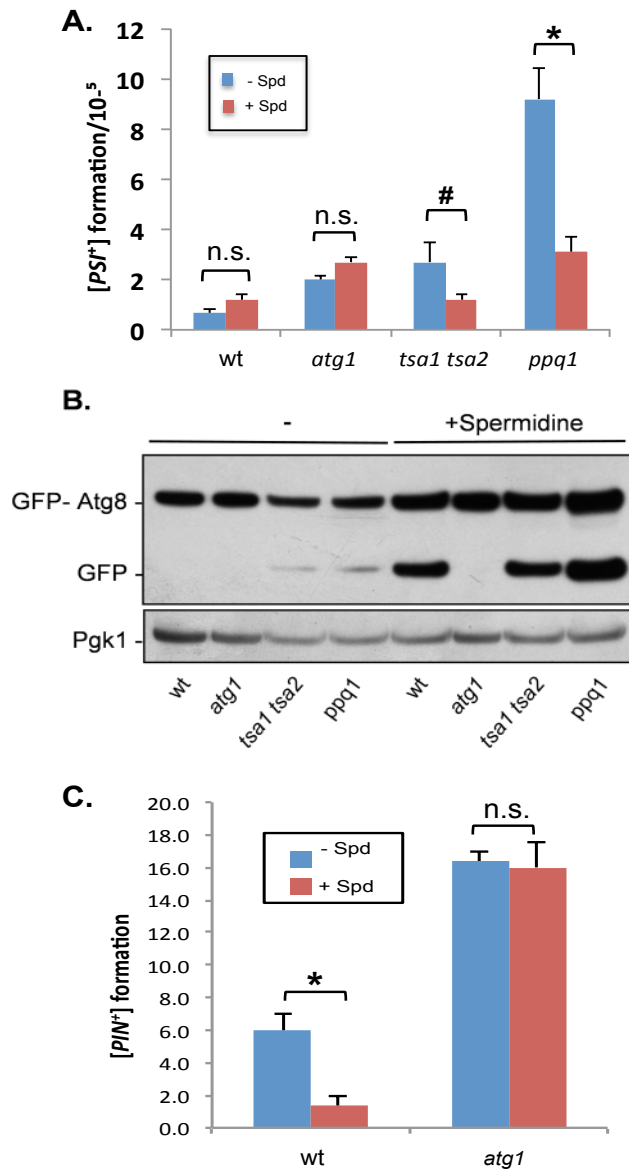 A.
[PSI⁺] formation/10⁻⁵
12
10
8
6
4
2
0
- Spd
+ Spd
n.s.
n.s.
#
*
wt
atg1
tsa1 tsa2
ppq1
B.
-
+Spermidine
GFP- Atg8
GFP
Pgk1
wt
atg1
tsa1 tsa2
ppq1
wt
atg1
tsa1 tsa2
ppq1
C.
[PIN⁺] formation
20.0
18.0
16.0
14.0
12.0
10.0
8.0
6.0
4.0
2.0
0.0
- Spd
+ Spd
*
n.s.
wt
atg1